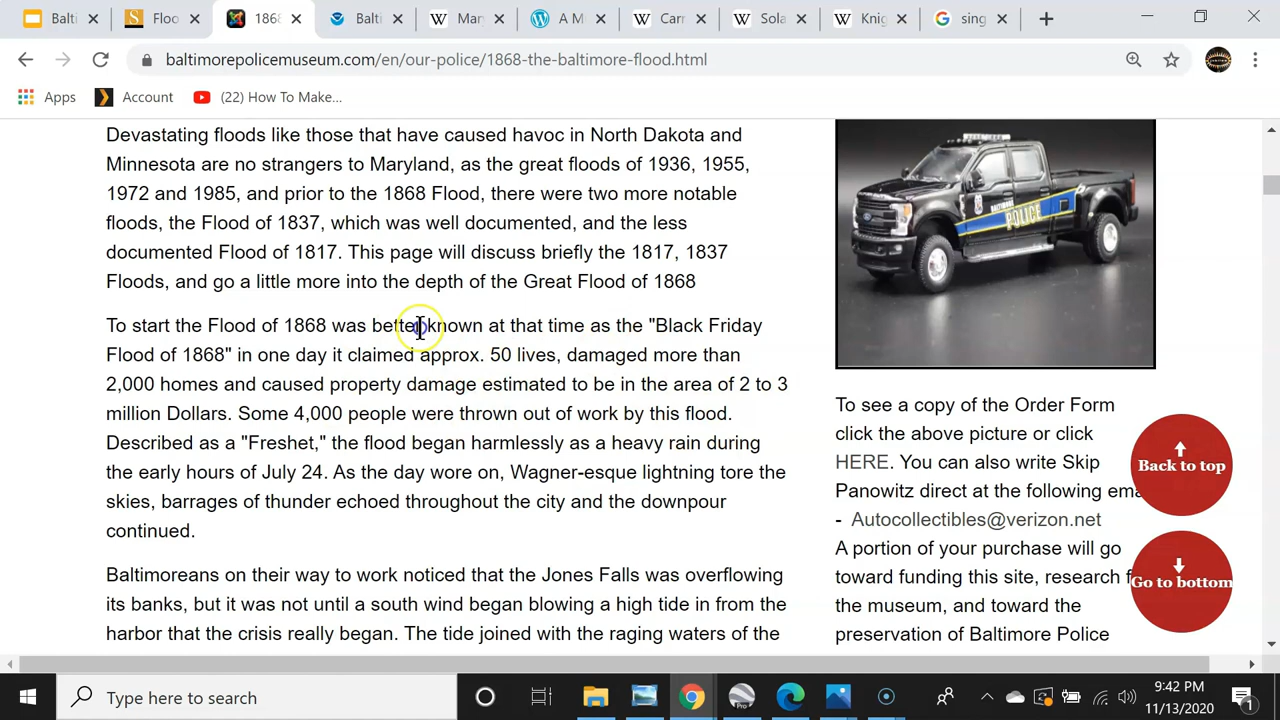 Balti
Floo
1868
Balti
Mar
A M
Carr
Sola
Knig
sing
baltimorepolicemuseum.com/en/our-police/1868-the-baltimore-flood.html
Apps
Account
(22) How To Make...
Devastating floods like those that have caused havoc in North Dakota and
Minnesota are no strangers to Maryland, as the great floods of 1936, 1955,
1972 and 1985, and prior to the 1868 Flood, there were two more notable
floods, the Flood of 1837, which was well documented, and the less
documented Flood of 1817. This page will discuss briefly the 1817, 1837
Floods, and go a little more into the depth of the Great Flood of 1868
To start the Flood of 1868 was better known at that time as the "Black Friday
Flood of 1868" in one day it claimed approx. 50 lives, damaged more than
2,000 homes and caused property damage estimated to be in the area of 2 to 3
million Dollars. Some 4,000 people were thrown out of work by this flood.
Described as a "Freshet," the flood began harmlessly as a heavy rain during
the early hours of July 24. As the day wore on, Wagner-esque lightning tore the
skies, barrages of thunder echoed throughout the city and the downpour
continued.
Baltimoreans on their way to work noticed that the Jones Falls was overflowing
its banks, but it was not until a south wind began blowing a high tide in from the
harbor that the crisis really began. The tide joined with the raging waters of the
BALTIMORE
POLICE
To see a copy of the Order Form
click the above picture or click
HERE. You can also write Skip
Panowitz direct at the following ema
- Autocollectibles@verizon.net
A portion of your purchase will go
toward funding this site, research f
the museum, and toward the
preservation of Baltimore Police
Back to top
Go to bottom
Type here to search
Pro
9:42 PM
11/13/2020
1